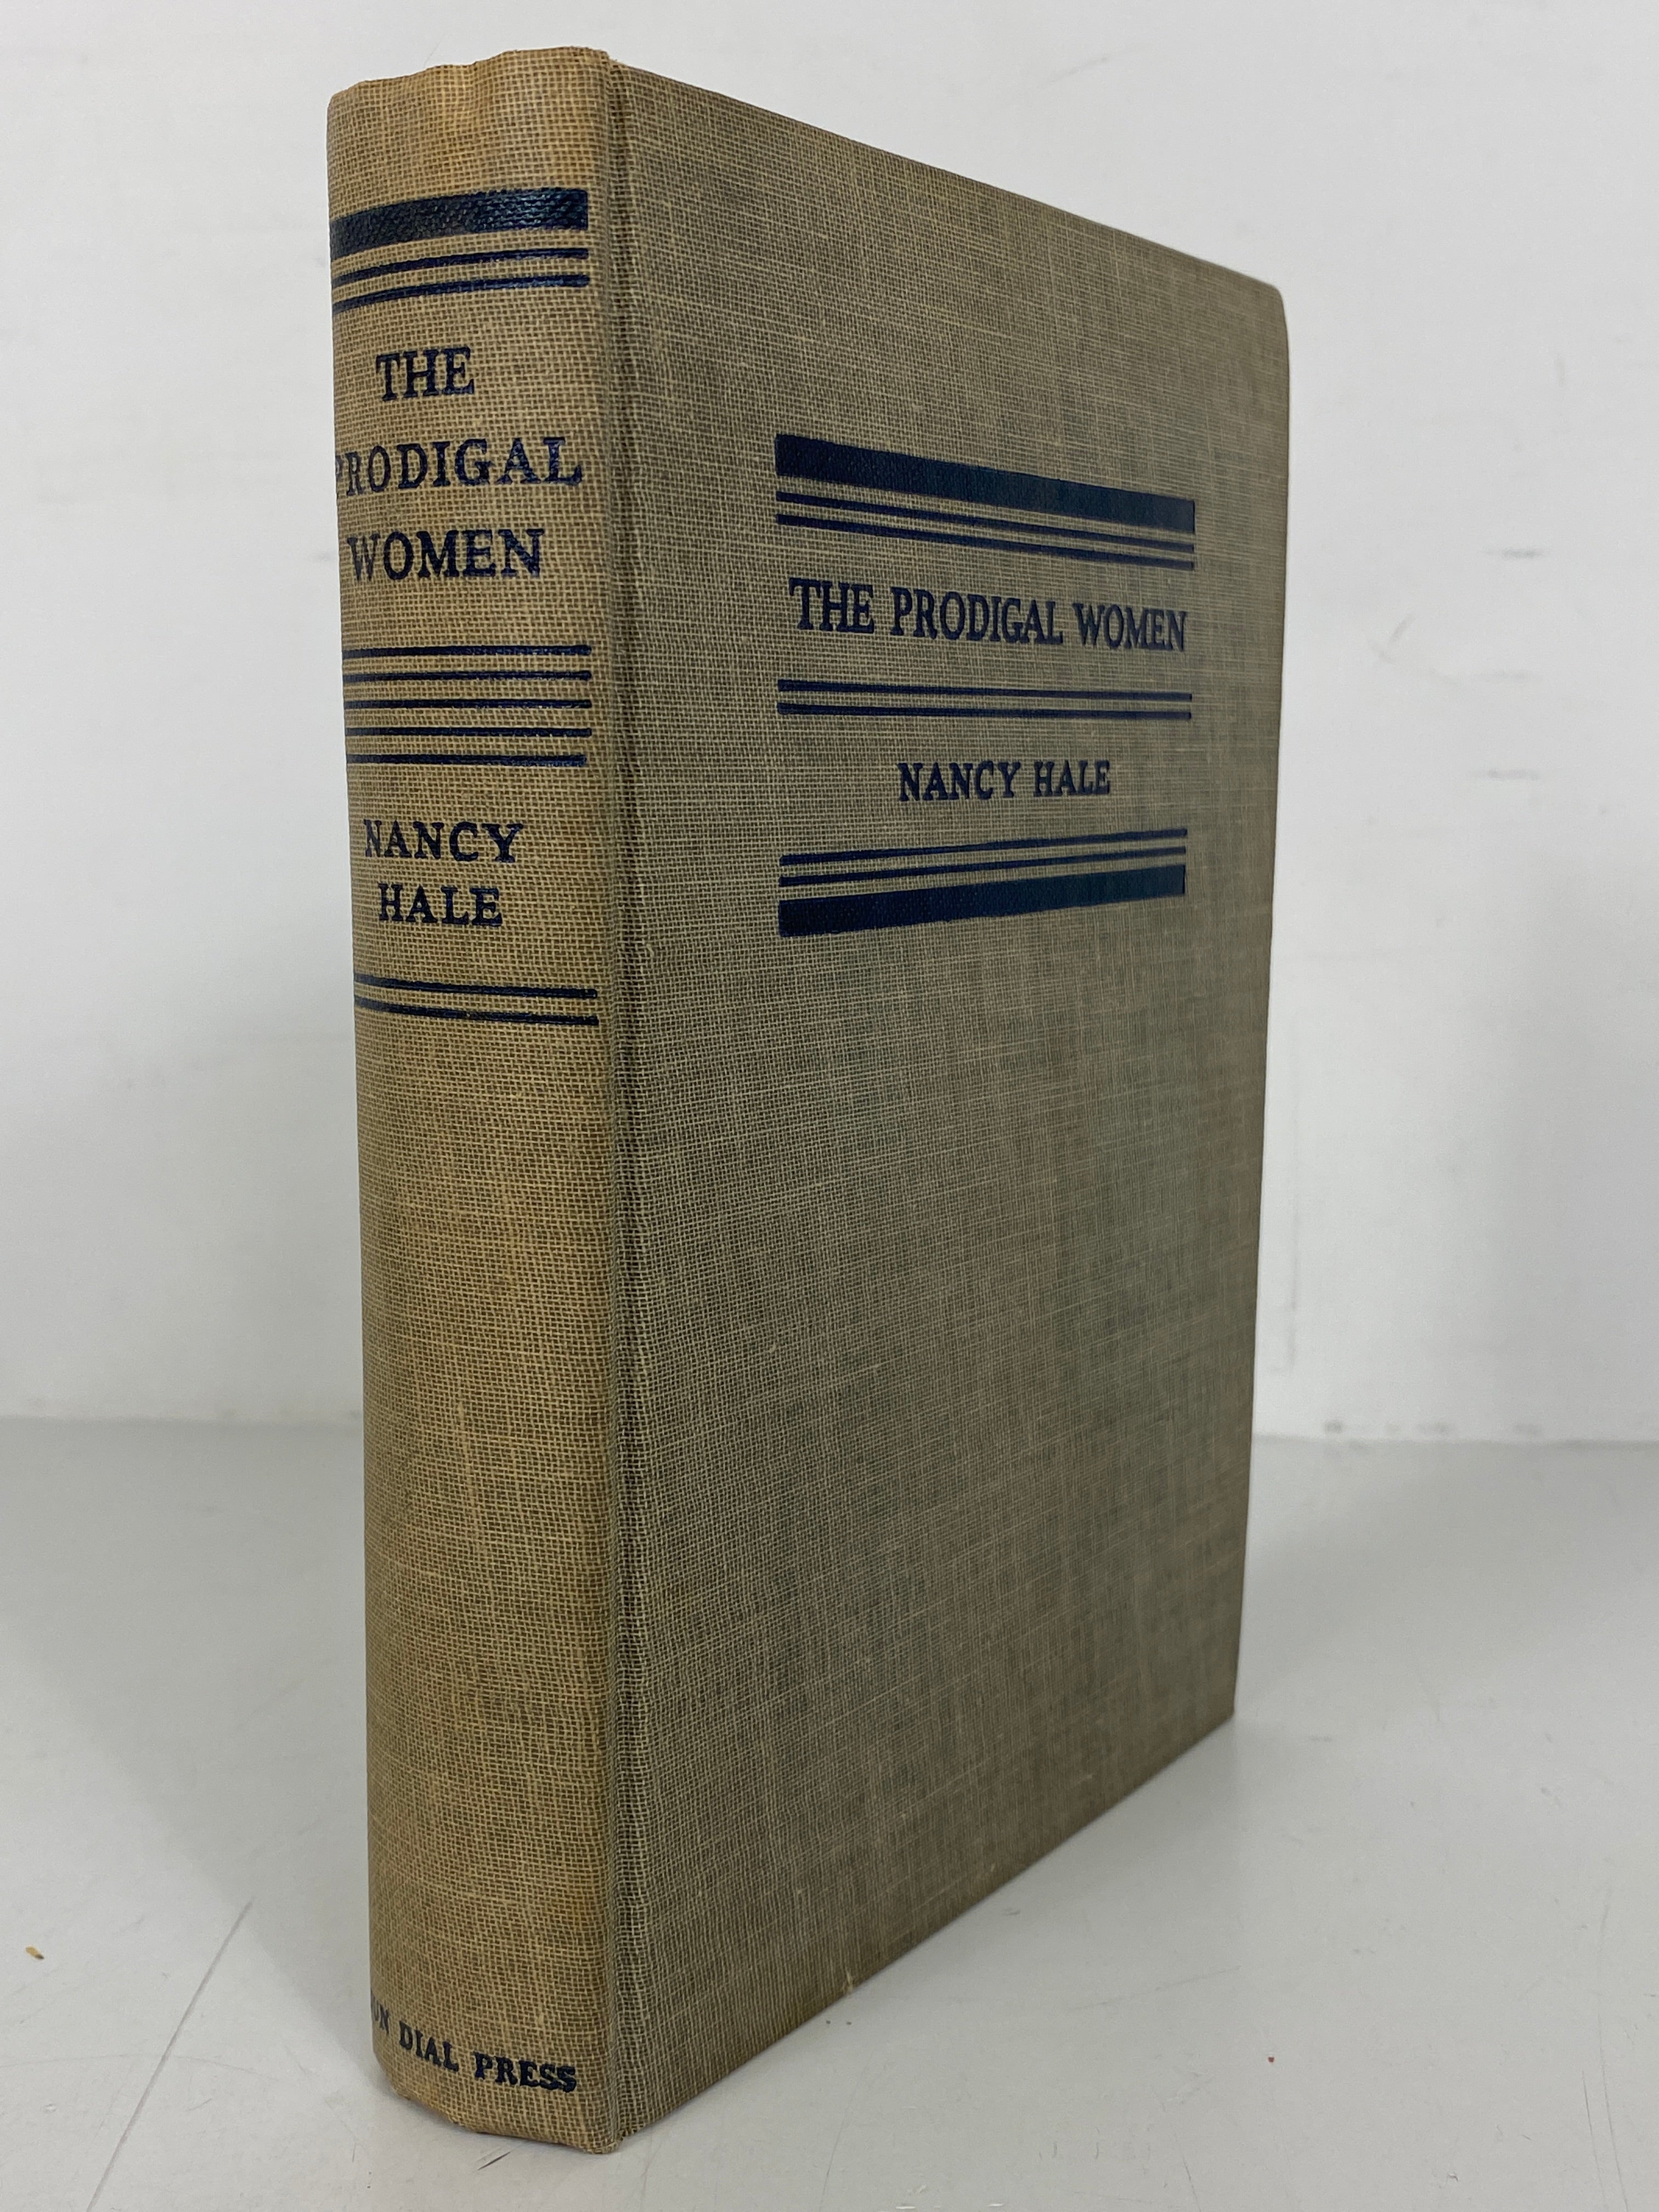 THE
PRODIGAL
WOMEN
NANCY
HALE
DIAL PRESS
THE PRODIGAL WOMEN
NANCY HALE